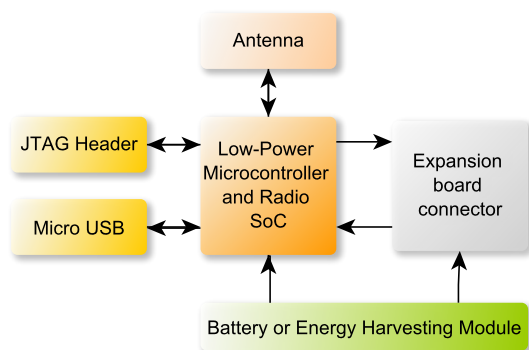 Antenna
JTAG Header
Low-Power
Microcontroller
and Radio
SoC
Expansion
board
connector
Micro USB
Battery or Energy Harvesting Module